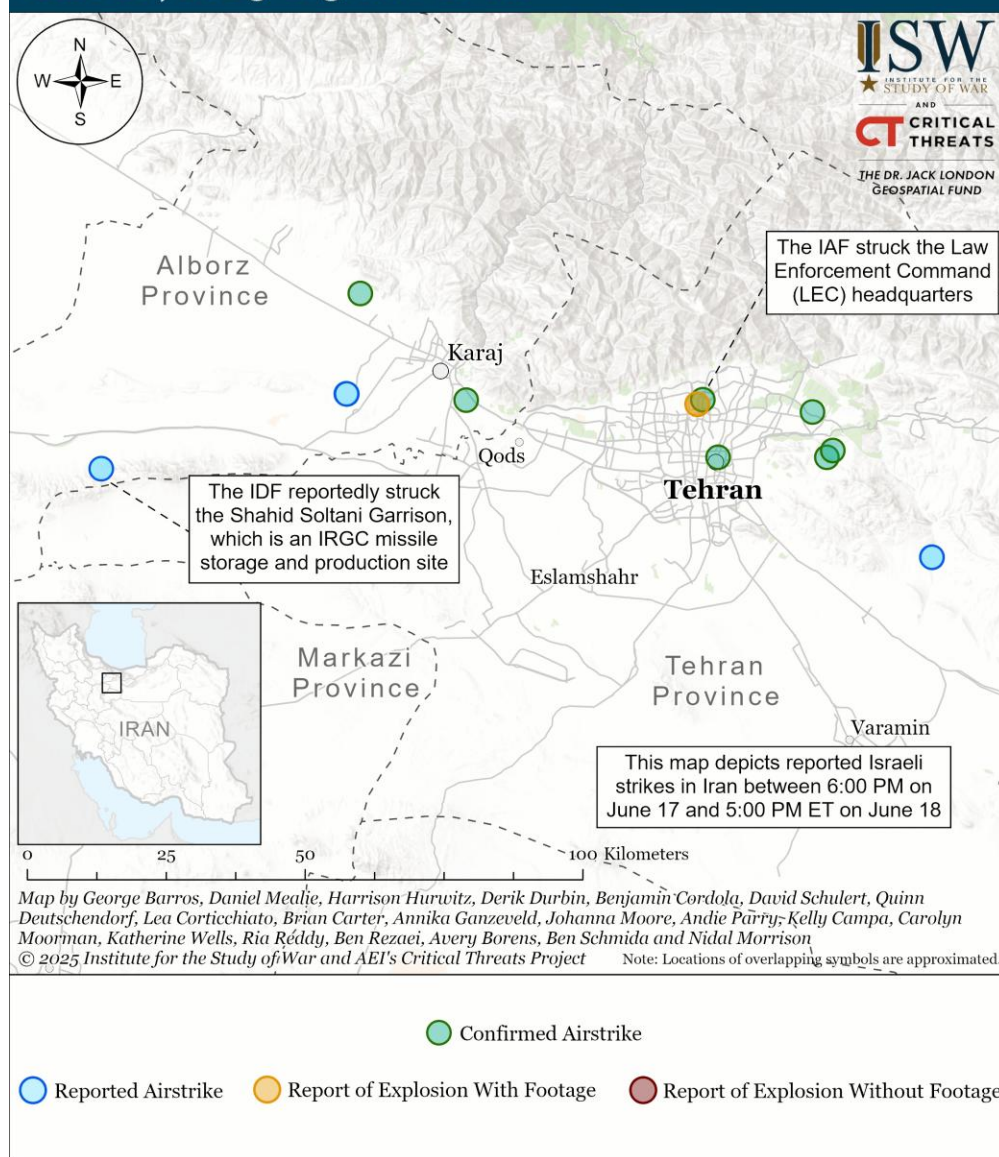 N
W E
S
ISW
INSTITUTE FOR THE
STUDY OF WAR
AND
CT CRITICAL
THREATS
THE DR. JACK LONDON
GEOSPATIAL FUND
The IAF struck the Law
Enforcement Command
(LEC) headquarters
Alborz
Province
Karaj
Qods
Tehran
The IDF reportedly struck
the Shahid Soltani Garrison,
which is an IRGC missile
storage and production site
Eslamshahr
Markazi
Province
Tehran
Province
IRAN
Varamin
This map depicts reported Israeli
strikes in Iran between 6:00 PM on
June 17 and 5:00 PM ET on June 18
0 25 50 100 Kilometers
Map by George Barros, Daniel Mealie, Harrison Hurwitz, Derik Durbin, Benjamin Cordola, David Schulert, Quinn
Deutschendorf, Lea Corticchiato, Brian Carter, Annika Ganzeveld, Johanna Moore, Andie Parry, Kelly Campa, Carolyn
Moorman, Katherine Wells, Ria Reddy, Ben Rezaei, Avery Borens, Ben Schmida and Nidal Morrison
© 2025 Institute for the Study of War and AEI's Critical Threats Project
Note: Locations of overlapping symbols are approximated.
Confirmed Airstrike
Reported Airstrike
Report of Explosion With Footage
Report of Explosion Without Footage